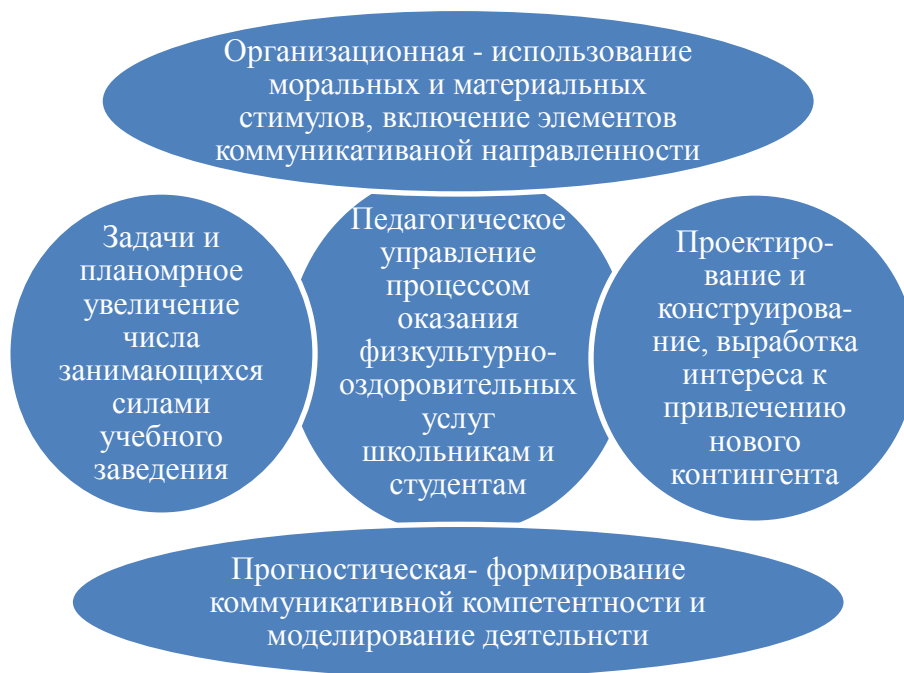 Организационная - использование
моральных и материальных
стимулов, включение элементов
коммуникативаной направленности
Задачи и
планомрное
увеличение
числа
занимающихся
силами
учебного
заведения
Педагогическое
управление
процессом
оказания
физкультурно-
оздоровительных
услуг
школьникам и
студентам
Проектиро-
вание и
конструирова-
ние, выработка
интереса к
привлечению
нового
контингента
Прогностическая- формирование
коммуникативной компетентности и
моделирование деятельнсти